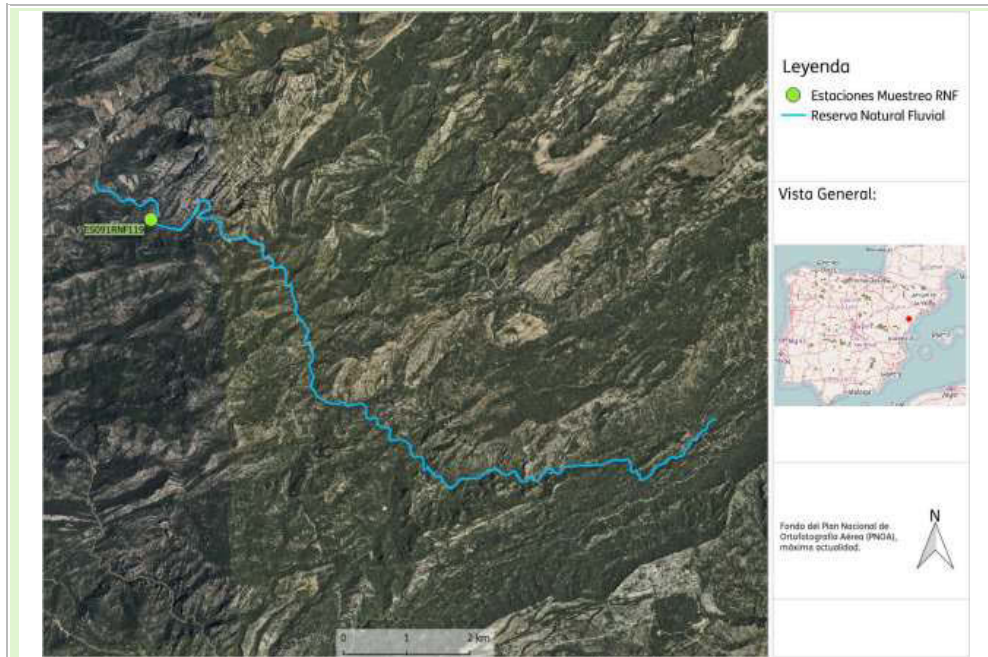 ES091RNF119
0 1 2 km
Leyenda
Estaciones Muestreo RNF
Reserva Natural Fluvial
Vista General:
Fondo del Plan Nacional de
Ortofotografía Aérea (PNOA),
máxima actualidad.
N